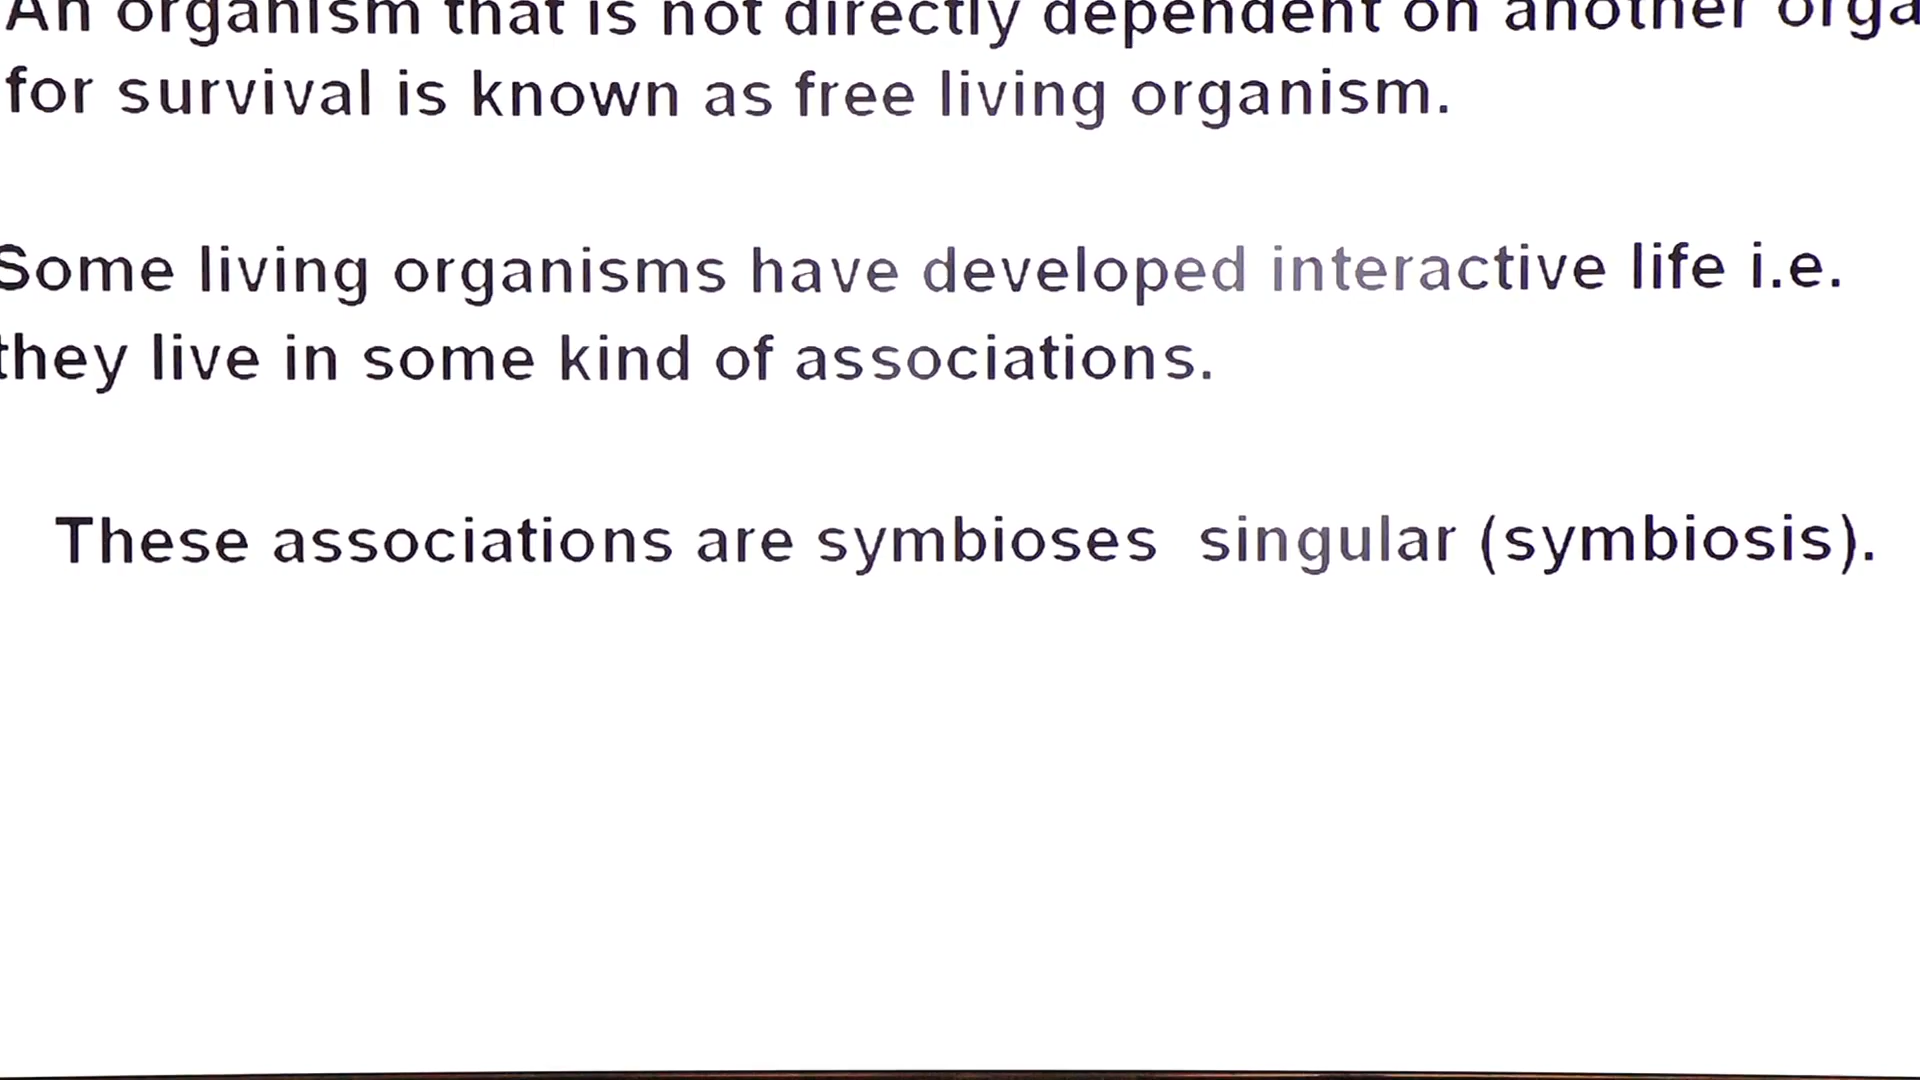 An organism that is not directly dependent on another orga
for survival is known as free living organism.
Some living organisms have developed interactive life i.e.
they live in some kind of associations.
These associations are symbioses singular (symbiosis).